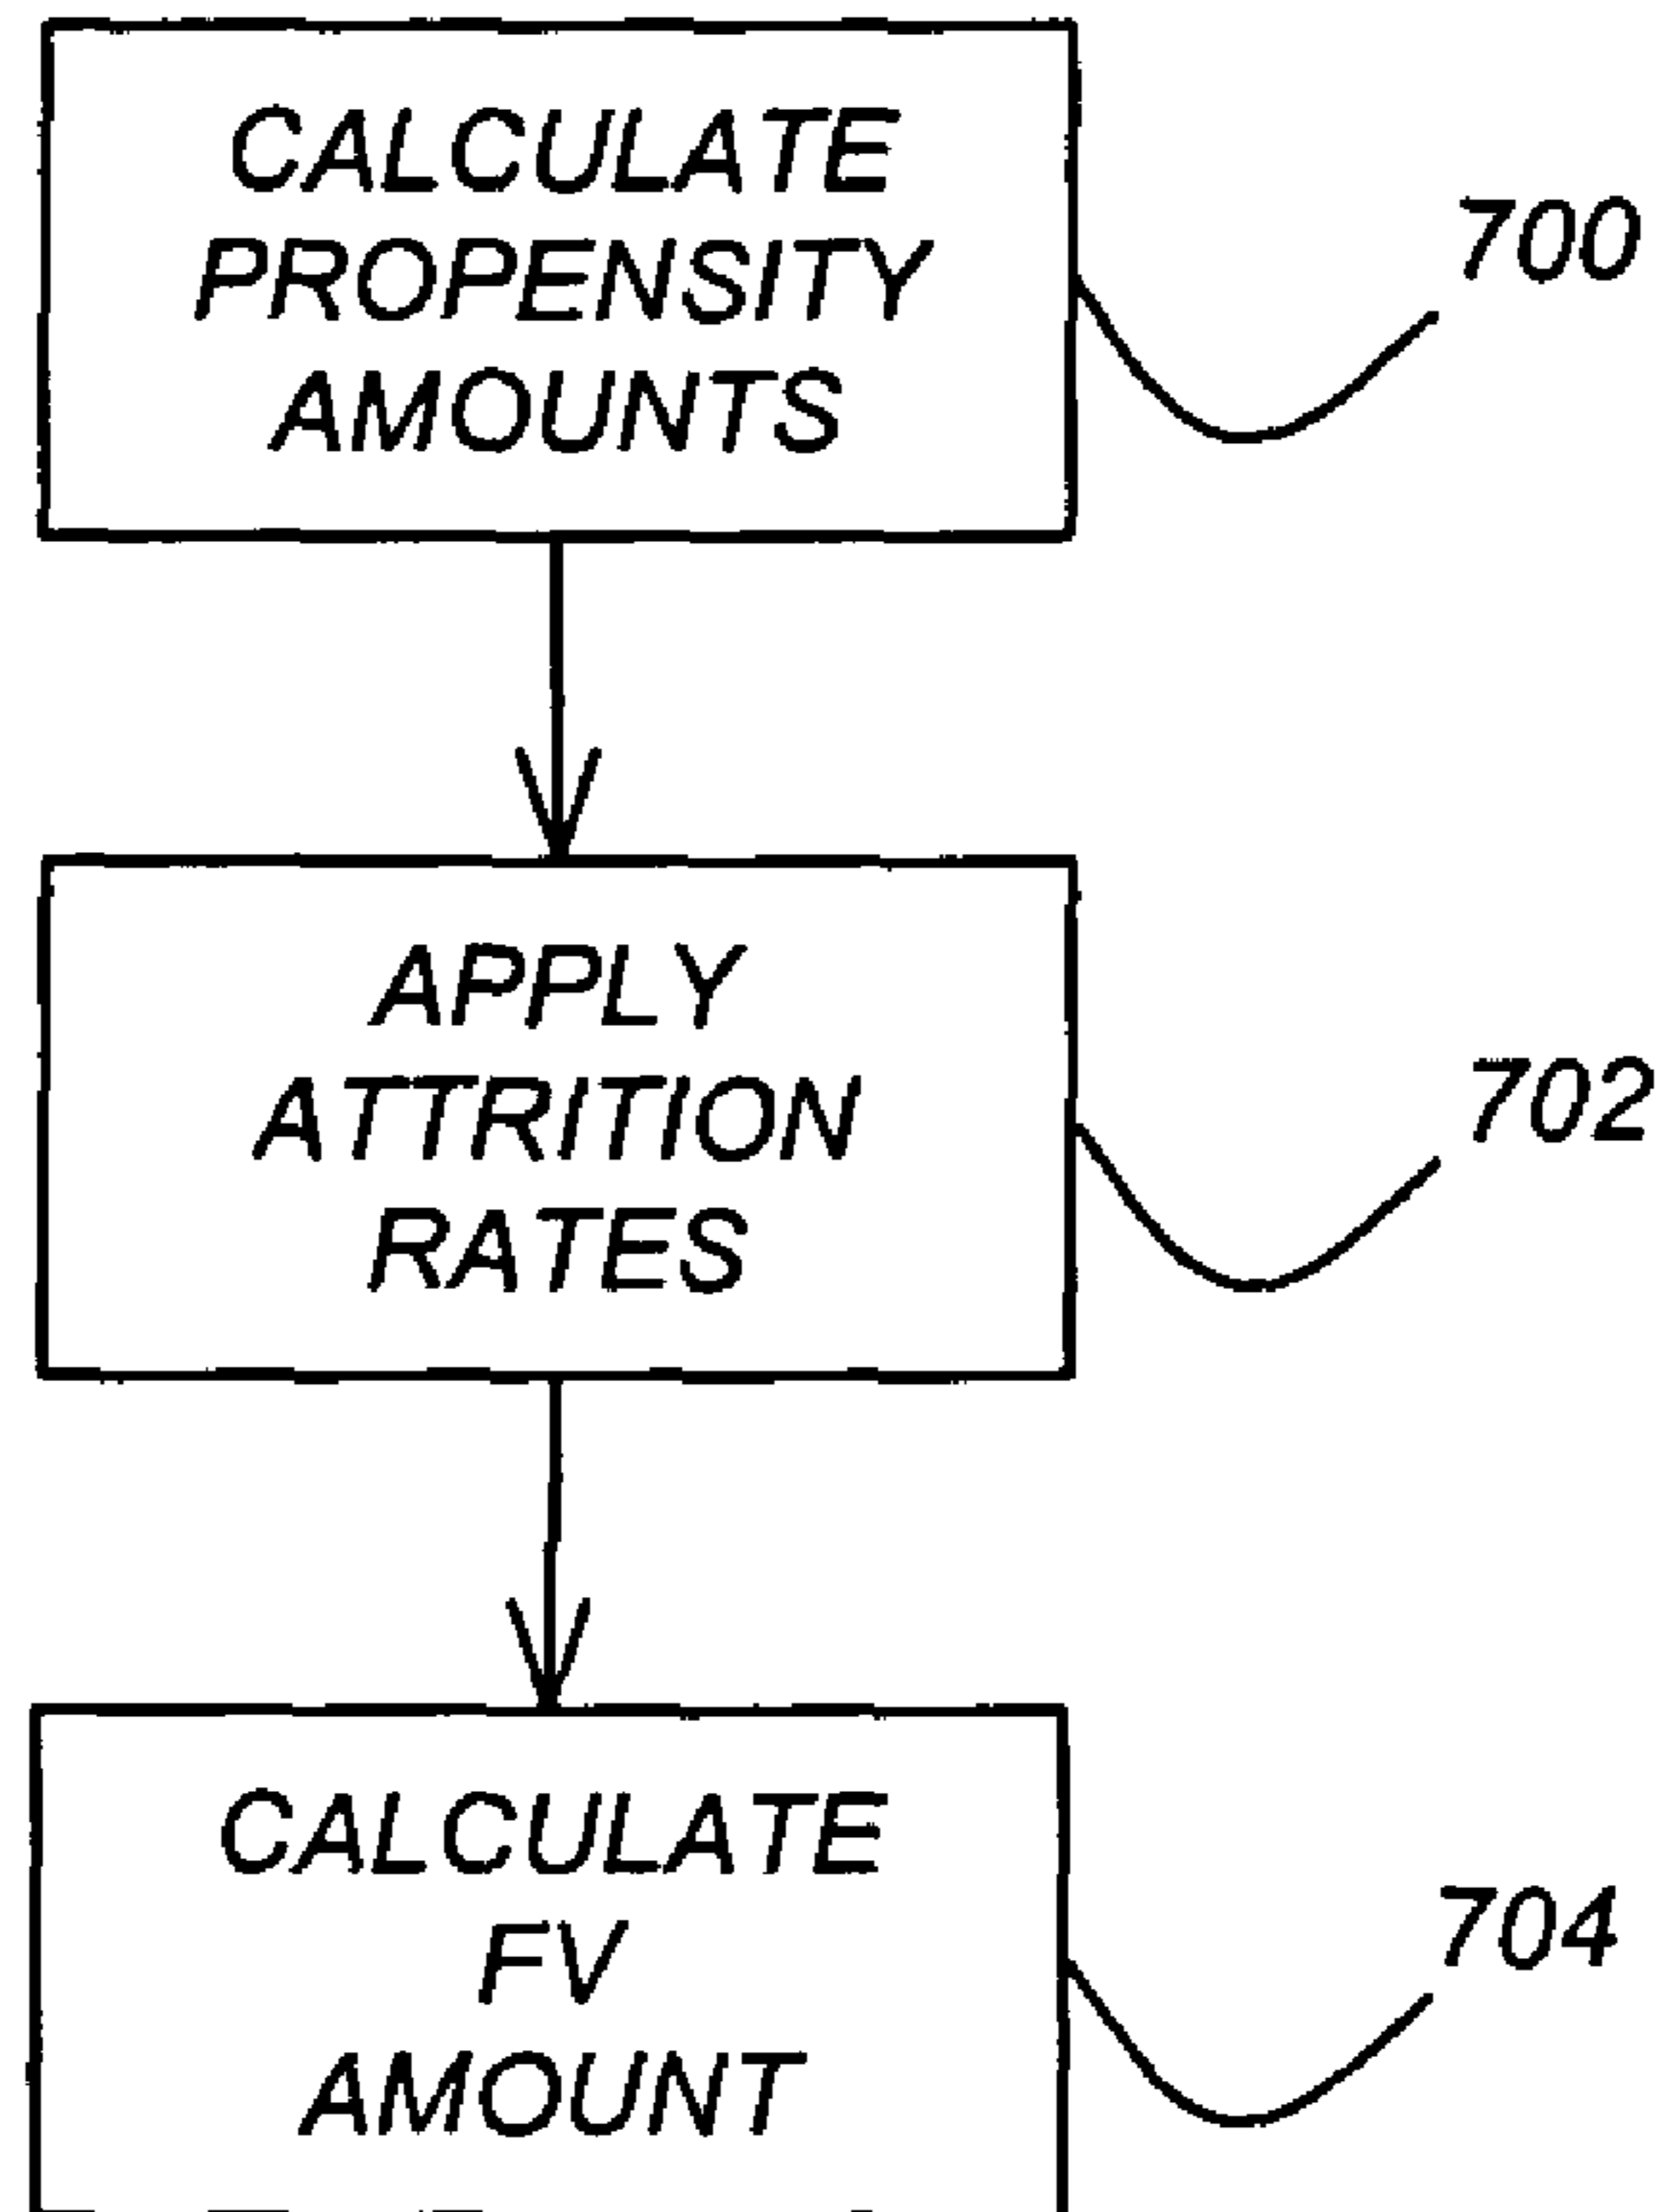 CALCULATE
PROPENSITY
AMOUNTS
700
APPLY
ATTRITION
RATES
702
CALCULATE
FV
AMOUNT
704